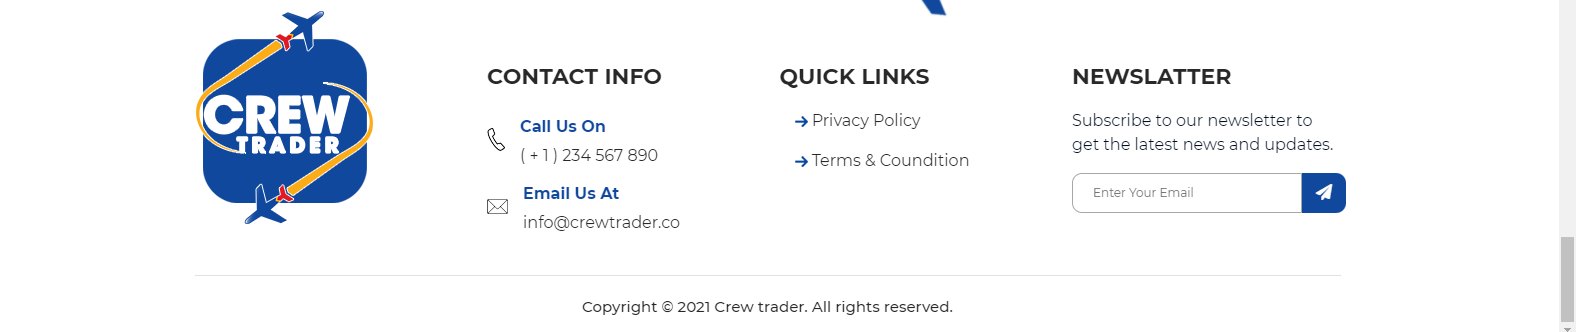 CREW
TRADER
CONTACT INFO
Call Us On
( + 1 ) 234 567 890
Email Us At
info@crewtrader.co
QUICK LINKS
Privacy Policy
Terms & Coundition
NEWSLATTER
Subscribe to our newsletter to
get the latest news and updates.
Enter Your Email
Copyright © 2021 Crew trader. All rights reserved.